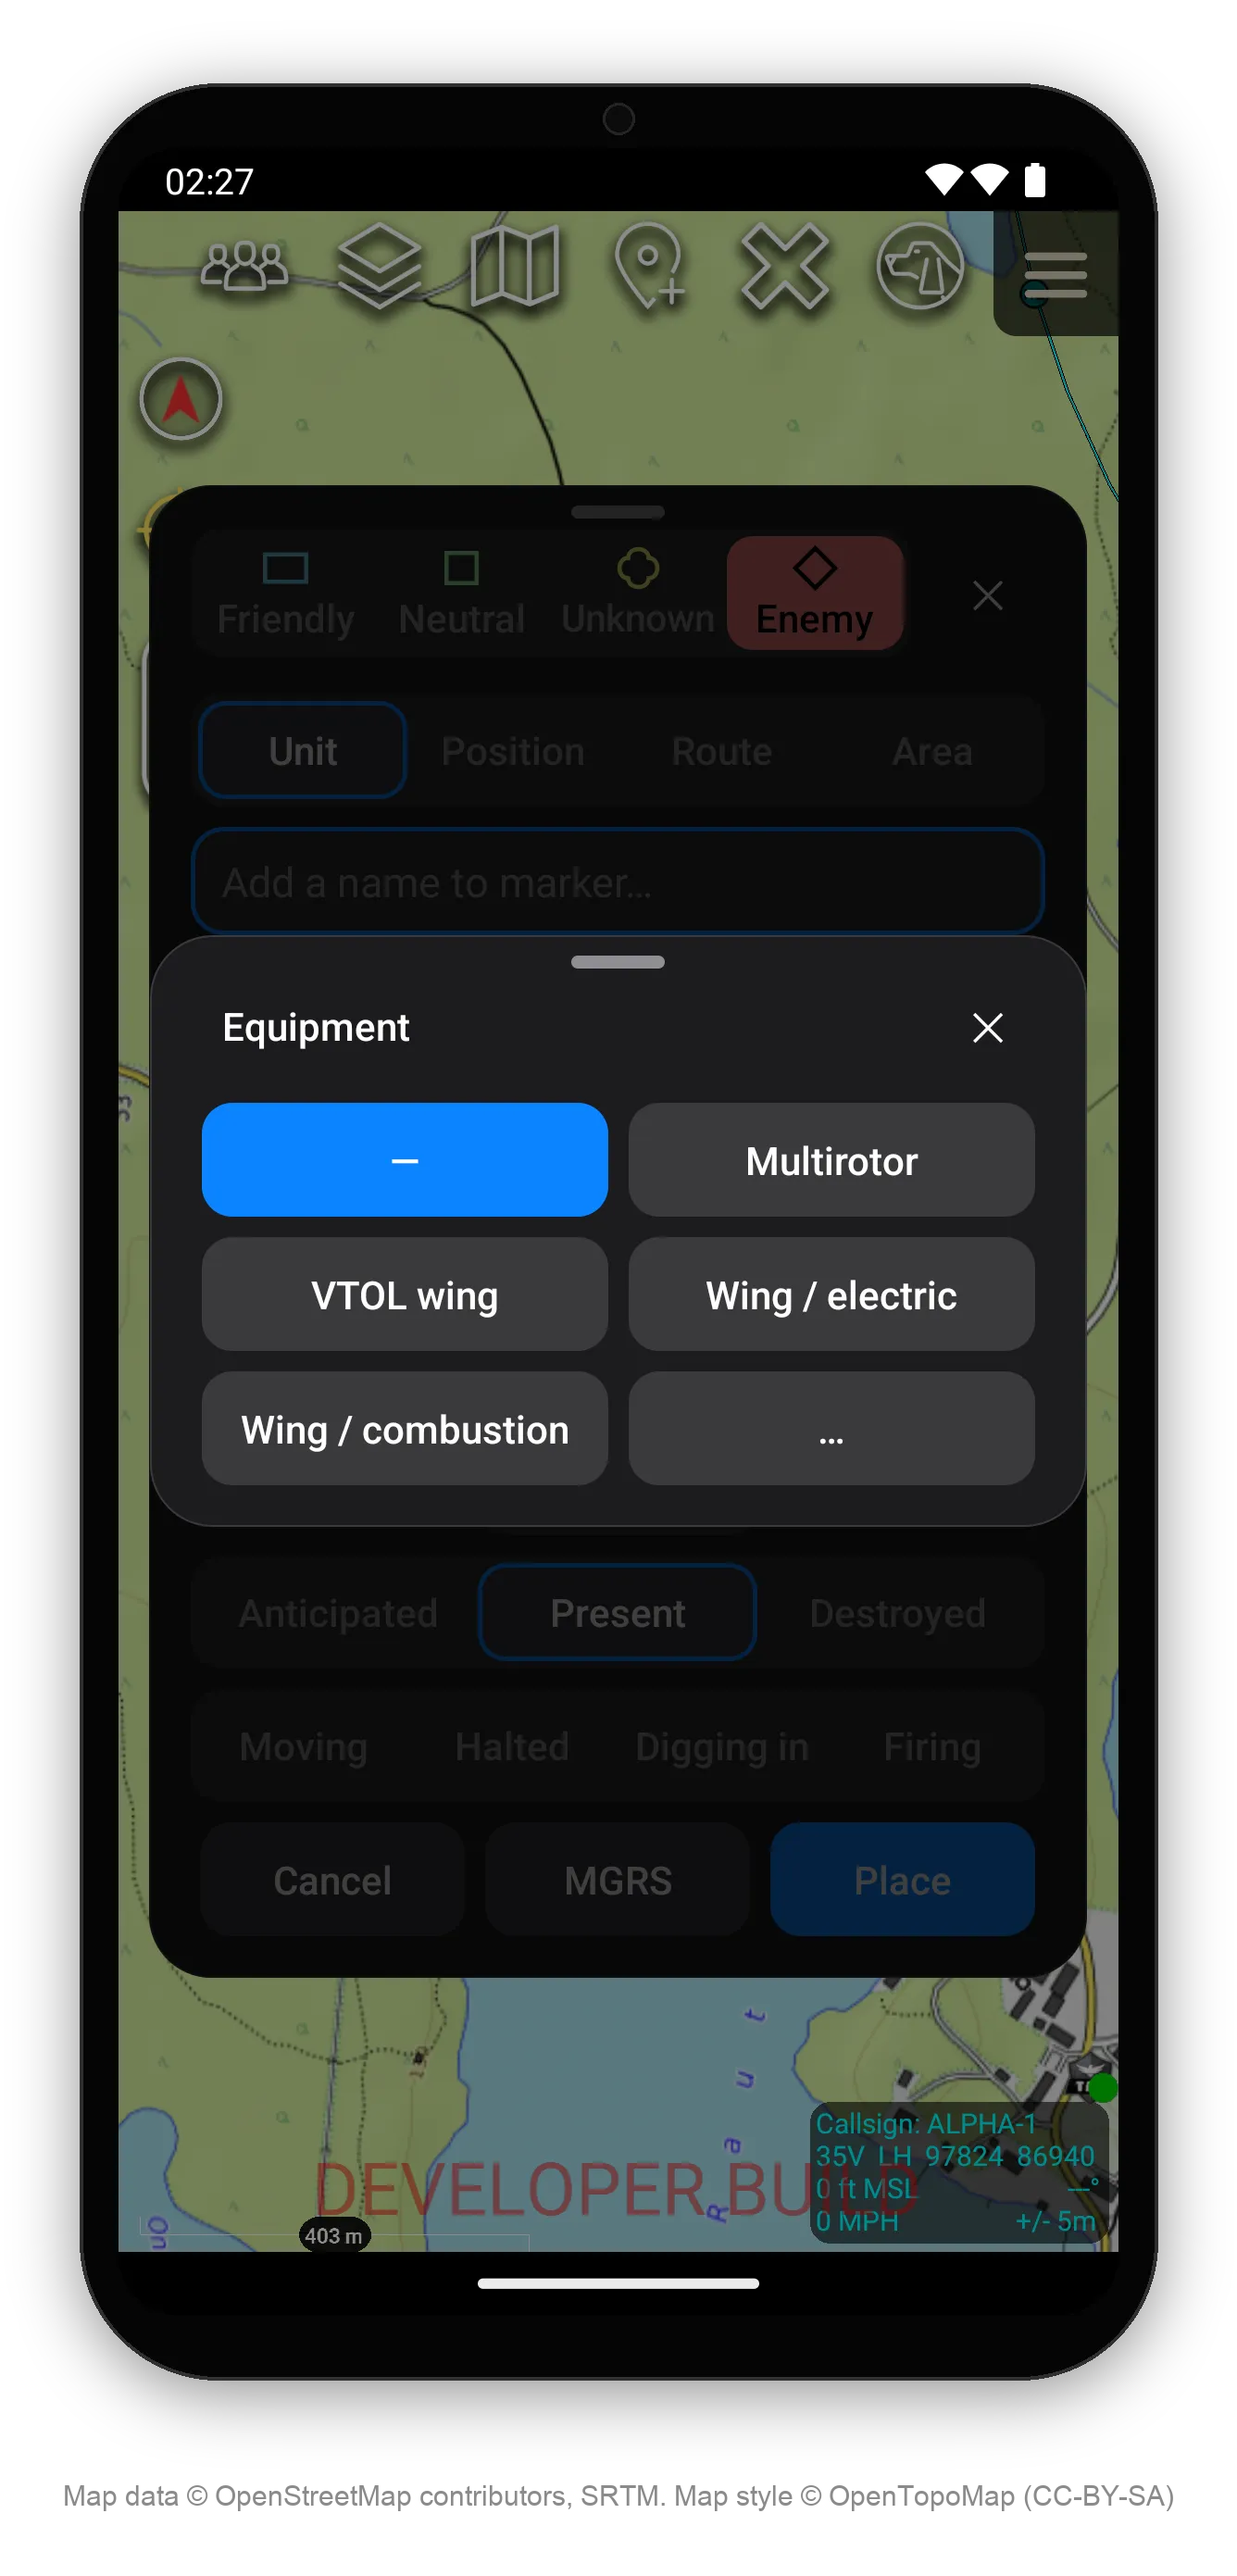 02:27
Friendly Neutral Unknown Enemy
Unit Position Route Area
Add a name to marker...
Equipment
— Multirotor
VTOL wing Wing / electric
Wing / combustion ...
Anticipated Present Destroyed
Moving Halted Digging in Firing
Cancel MGRS Place
R a u t
Callsign: ALPHA-1
35V LH 97824 86940
0 ft MSL —°
0 MPH +/- 5m
DEVELOPER BUILD
403 m
Map data © OpenStreetMap contributors, SRTM. Map style © OpenTopoMap (CC-BY-SA)